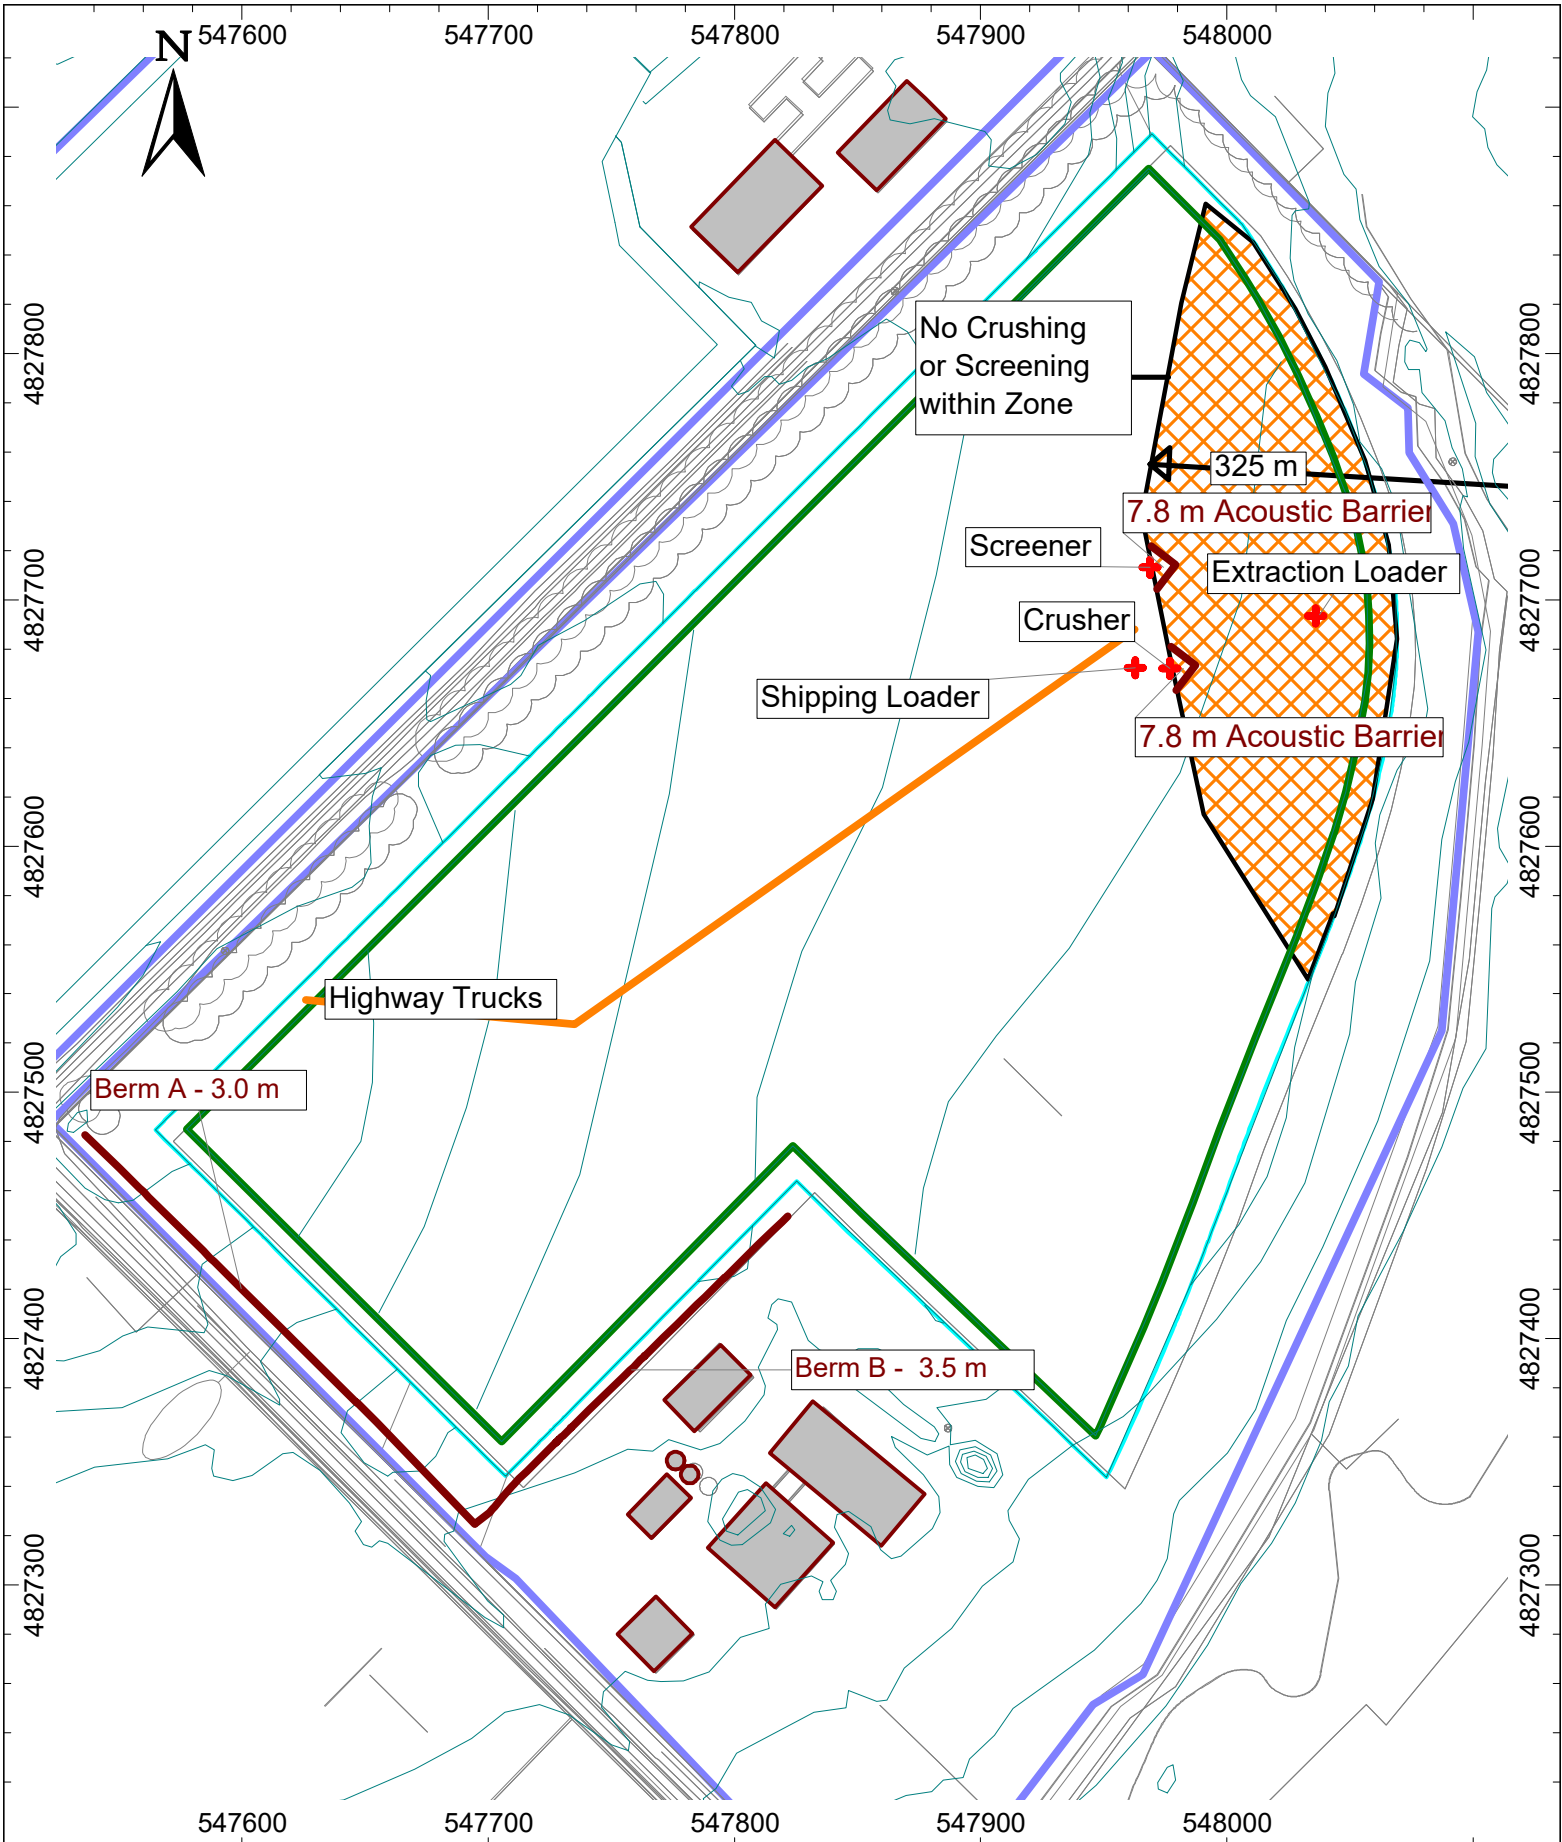 547600
547700
547800
547900
548000
N
4827800
4827800
No Crushing
or Screening
within Zone
325 m
7.8 m Acoustic Barrier
Screener
Extraction Loader
4827700
4827700
Crusher
Shipping Loader
7.8 m Acoustic Barrier
4827600
4827600
Highway Trucks
Berm A - 3.0 m
4827500
4827500
4827400
4827400
Berm B - 3.5 m
4827300
4827300
547600
547700
547800
547900
548000